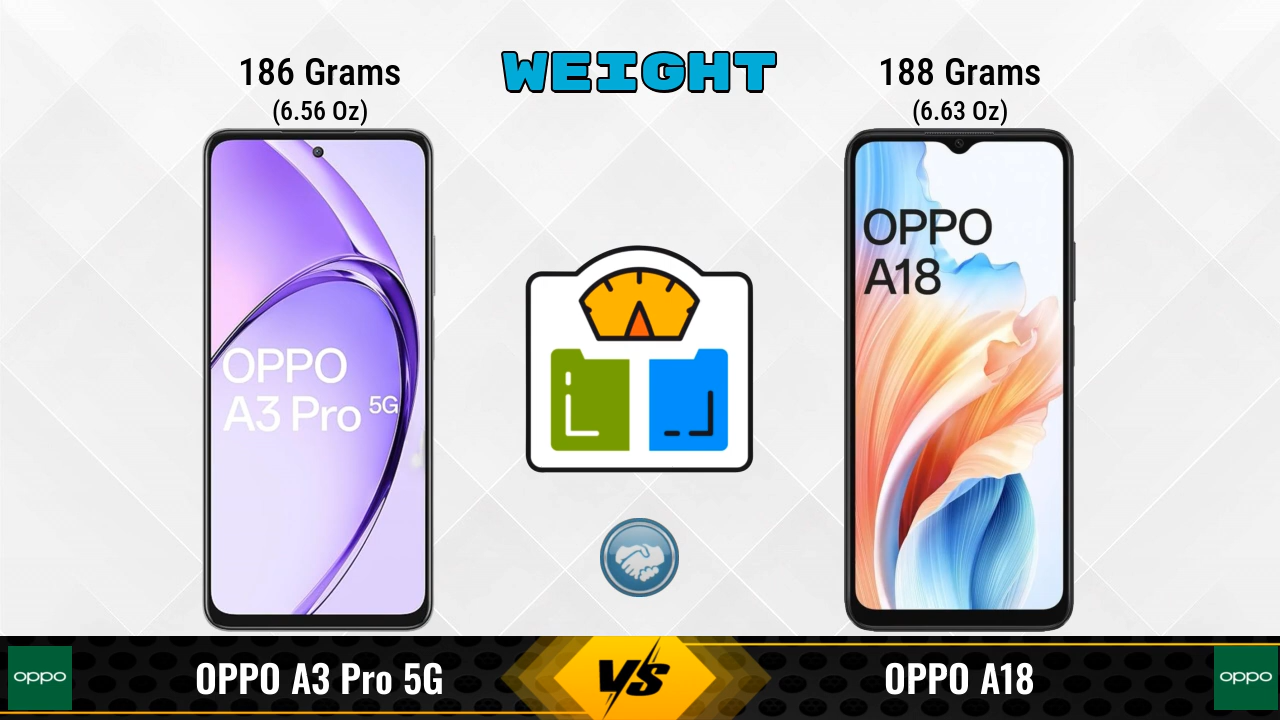 WEIGHT
186 Grams
(6.56 Oz)
188 Grams
(6.63 Oz)
OPPO
A3 Pro 5G
OPPO
A18
oppo
OPPO A3 Pro 5G
VS
OPPO A18
oppo